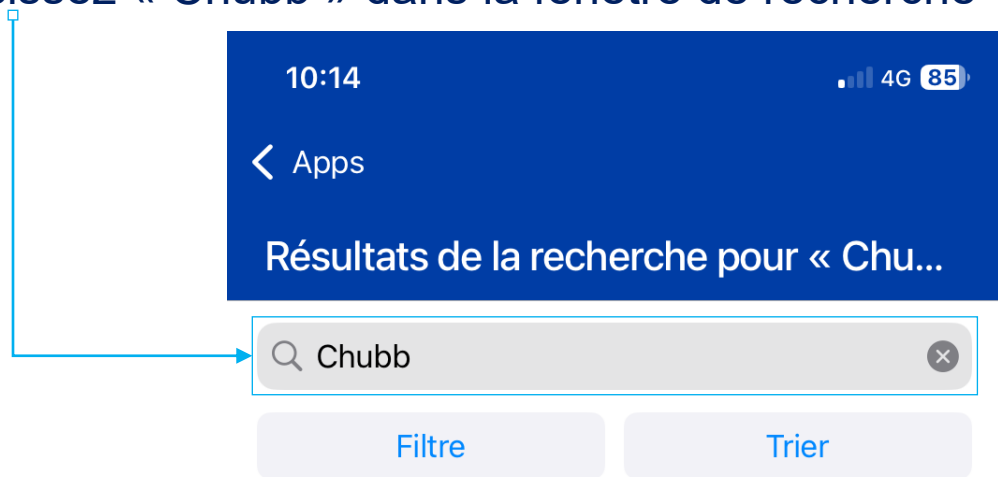 « Chubb » dans la fenêtre de recherche
10:14 4G 85
Apps
Résultats de la recherche pour « Chu...
Chubb
Filtre Trier